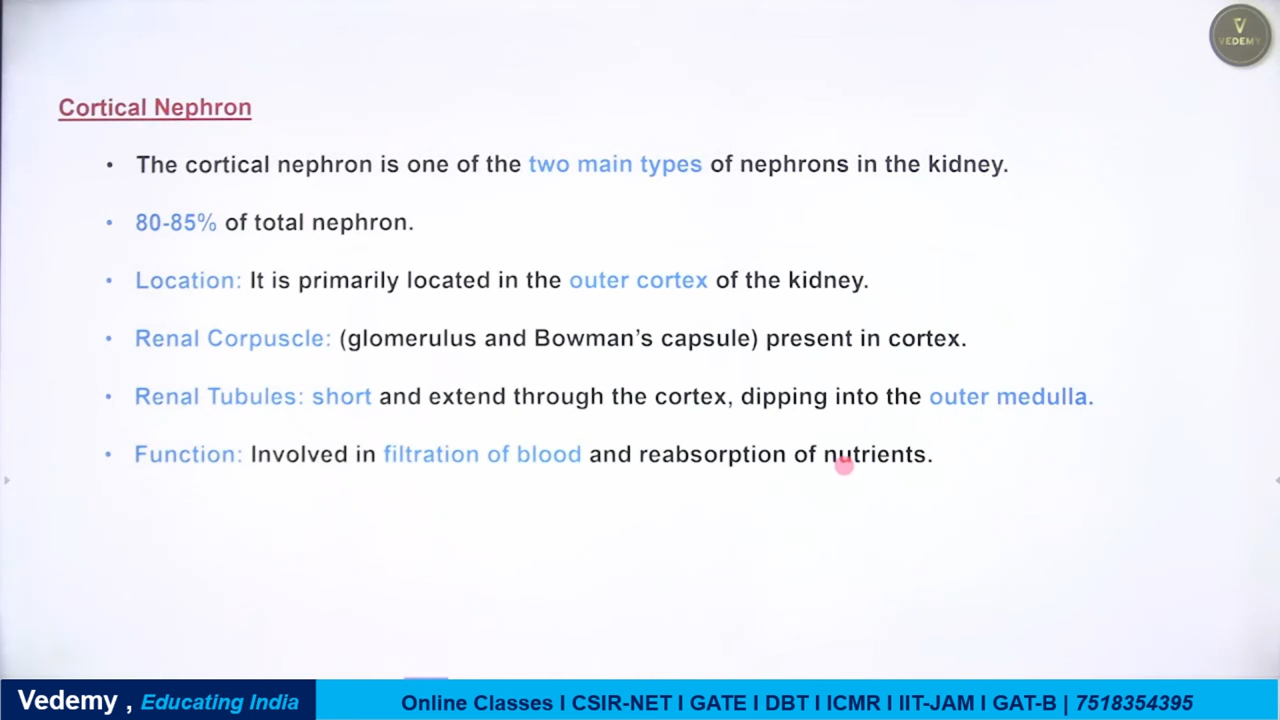 VEDEMY
Cortical Nephron
• The cortical nephron is one of the two main types of nephrons in the kidney.
• 80-85% of total nephron.
• Location: It is primarily located in the outer cortex of the kidney.
• Renal Corpuscle: (glomerulus and Bowman’s capsule) present in cortex.
• Renal Tubules: short and extend through the cortex, dipping into the outer medulla.
• Function: Involved in filtration of blood and reabsorption of nutrients.
Vedemy , Educating India
Online Classes I CSIR-NET I GATE I DBT I ICMR I IIT-JAM I GAT-B | 7518354395